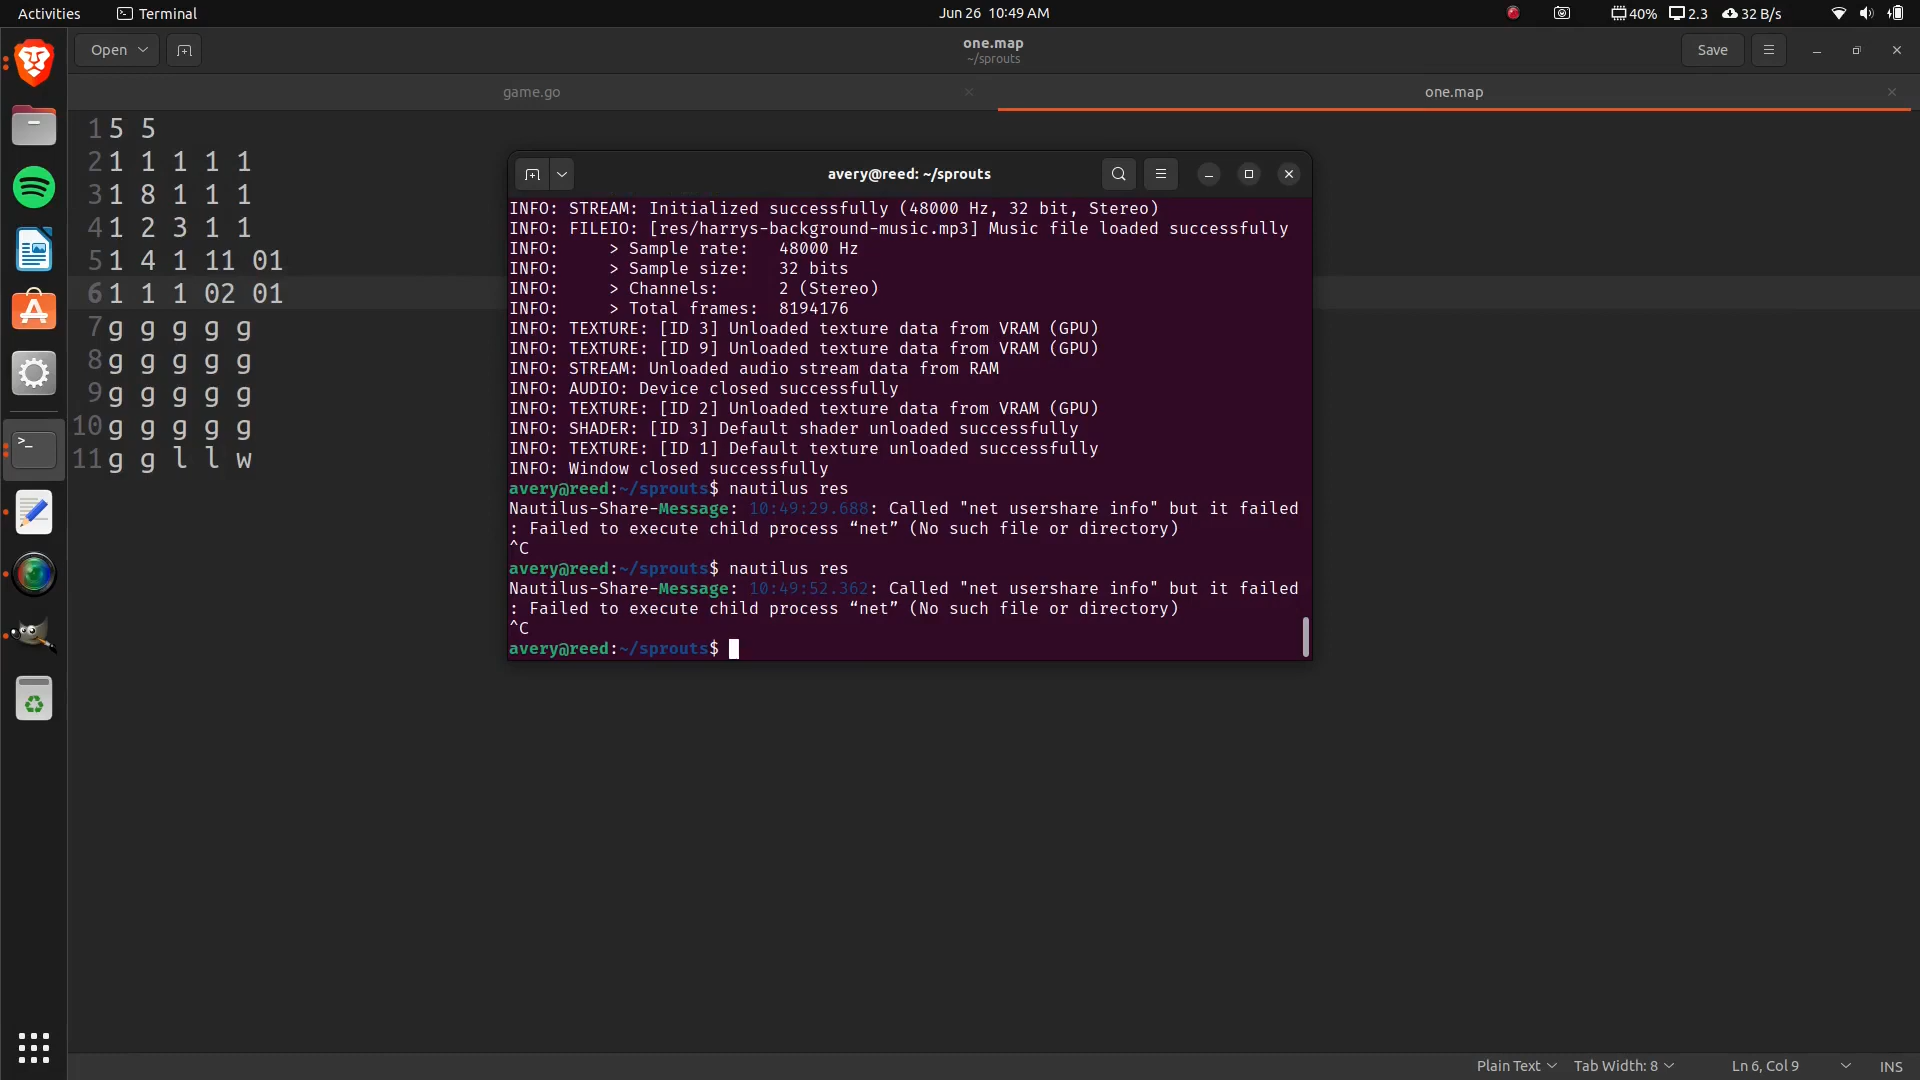 Activities
Terminal
Jun 26 10:49 AM
40%
2.3
32 B/s
Open
one.map
~/sprouts
Save
game.go
one.map
1 5 5
2 1 1 1 1 1
3 1 8 1 1 1
4 1 2 3 1 1
5 1 4 1 11 01
6 1 1 1 02 01
7 g g g g g
8 g g g g g
9 g g g g g
10 g g g g g
11 g g l l w
avery@reed: ~/sprouts
INFO: STREAM: Initialized successfully (48000 Hz, 32 bit, Stereo)
INFO: FILEIO: [res/harrys-background-music.mp3] Music file loaded successfully
INFO:     > Sample rate:   48000 Hz
INFO:     > Sample size:   32 bits
INFO:     > Channels:      2 (Stereo)
INFO:     > Total frames:  8194176
INFO: TEXTURE: [ID 3] Unloaded texture data from VRAM (GPU)
INFO: TEXTURE: [ID 9] Unloaded texture data from VRAM (GPU)
INFO: STREAM: Unloaded audio stream data from RAM
INFO: AUDIO: Device closed successfully
INFO: TEXTURE: [ID 2] Unloaded texture data from VRAM (GPU)
INFO: SHADER: [ID 3] Default shader unloaded successfully
INFO: TEXTURE: [ID 1] Default texture unloaded successfully
INFO: Window closed successfully
avery@reed:~/sprouts$ nautilus res
Nautilus-Share-Message: 10:49:29.688: Called "net usershare info" but it failed
: Failed to execute child process “net” (No such file or directory)
^C
avery@reed:~/sprouts$ nautilus res
Nautilus-Share-Message: 10:49:52.362: Called "net usershare info" but it failed
: Failed to execute child process “net” (No such file or directory)
^C
avery@reed:~/sprouts$
Plain Text
Tab Width: 8
Ln 6, Col 9
INS